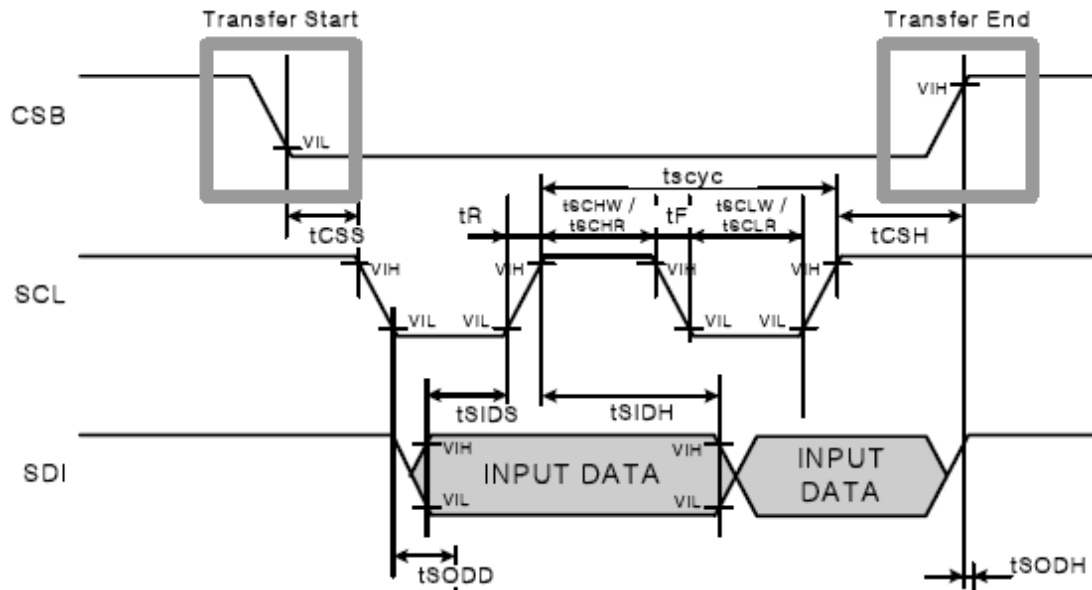 Transfer Start
Transfer End
CSB
VIL
VIH
tscyc
tCSS
tR
tSCHW /
tSCHR
tF
tSCLW /
tSCLR
tCSH
SCL
VIH
VIH
VIH
VIH
VIL
VIL
VIL
VIL
tSIDS
tSIDH
SDI
VIH
VIL
INPUT DATA
VIH
VIL
INPUT
DATA
tSODD
tSODH